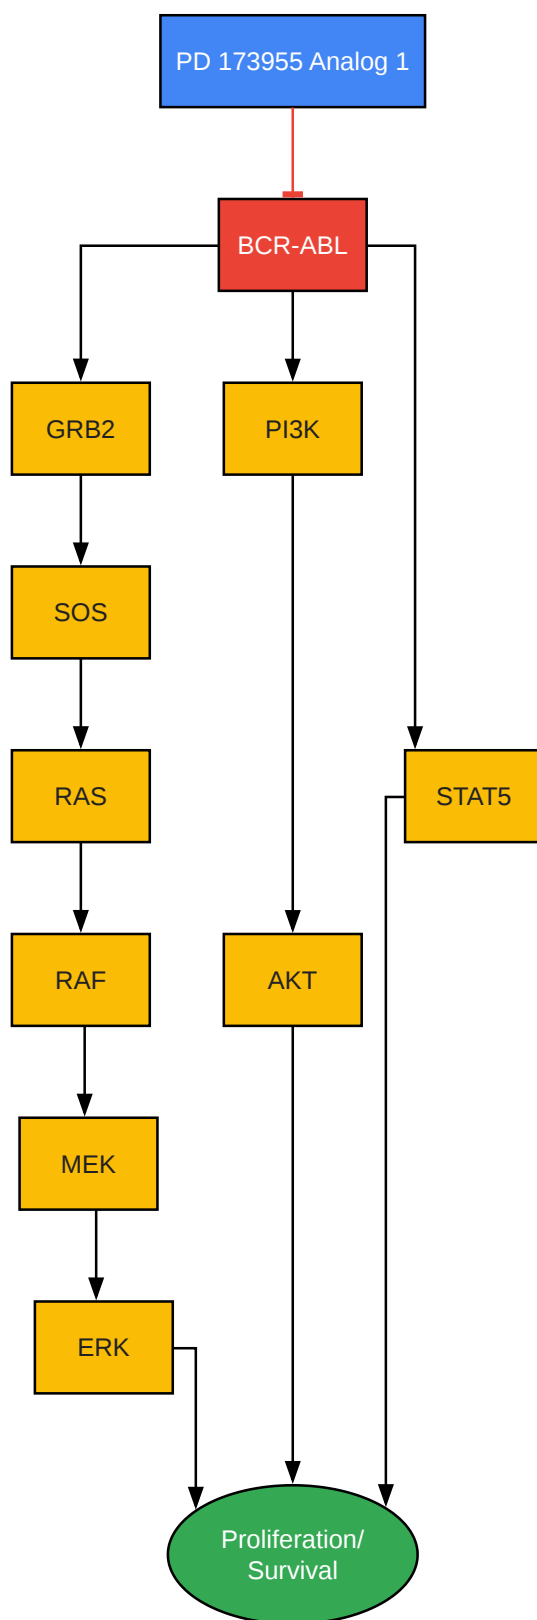 PD 173955 Analog 1
BCR-ABL
GRB2
PI3K
SOS
RAS
STAT5
RAF
AKT
MEK
ERK
Proliferation/
Survival